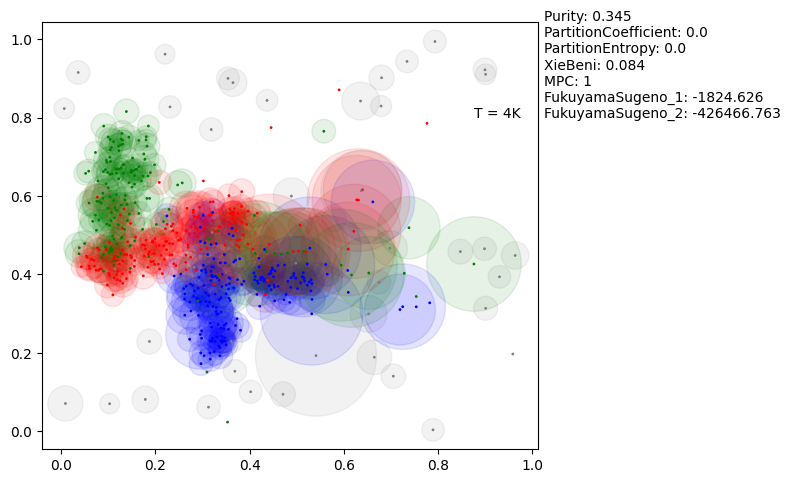 Purity: 0.345
PartitionCoefficient: 0.0
PartitionEntropy: 0.0
XieBeni: 0.084
MPC: 1
FukuyamaSugeno_1: -1824.626
FukuyamaSugeno_2: -426466.763
T = 4K
1.0
0.8
0.6
0.4
0.2
0.0
0.0 0.2 0.4 0.6 0.8 1.0